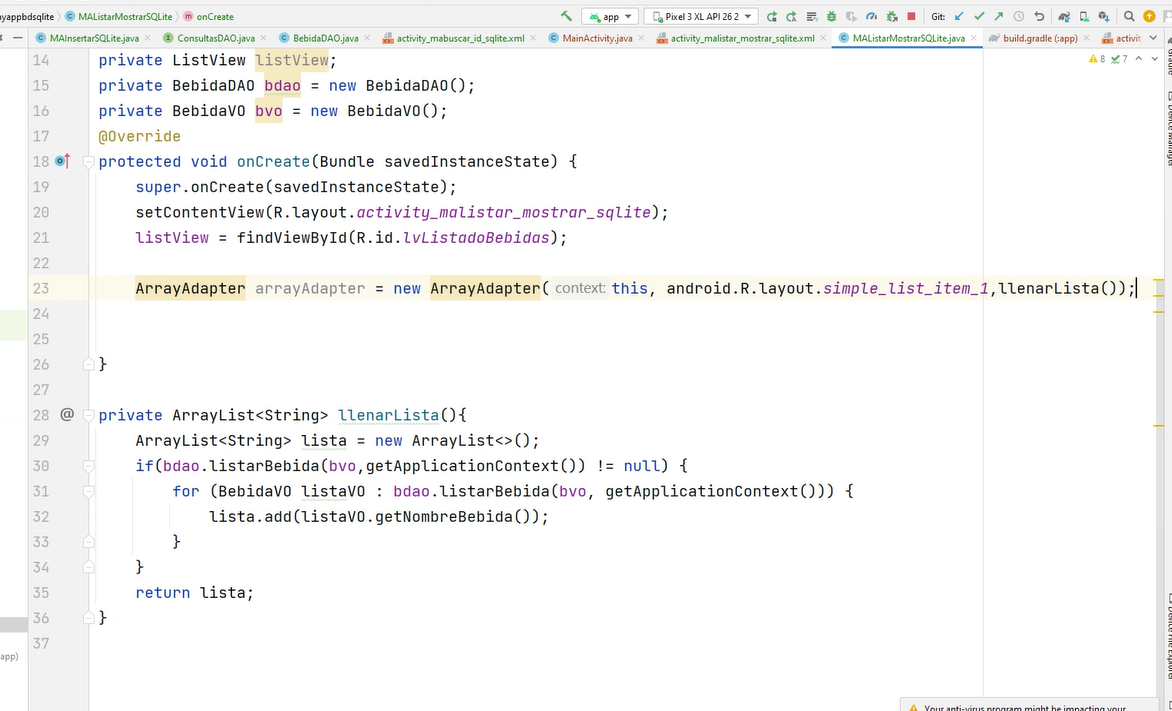 ayappbdsqlite MAListarMostrarSQLite onCreate app Pixel 3 XL API 26 2 Git:
MAInsertarSQLite.java ConsultasDAO.java BebidaDAO.java activity_mabuscar_id_sqlite.xml MainActivity.java activity_malistar_mostrar_sqlite.xml MAListarMostrarSQLite.java build.gradle (:app) activit
14 private ListView listView; 8 7
15 private BebidaDAO bdao = new BebidaDAO();
16 private BebidaVO bvo = new BebidaVO();
17 @Override
18 protected void onCreate(Bundle savedInstanceState) {
19 super.onCreate(savedInstanceState);
20 setContentView(R.layout.activity_malistar_mostrar_sqlite);
21 listView = findViewById(R.id.lvListadoBebidas);
22
23 ArrayAdapter arrayAdapter = new ArrayAdapter( context: this, android.R.layout.simple_list_item_1,llenarLista());
24
25
26 }
27
28 @ private ArrayList<String> llenarLista(){
29 ArrayList<String> lista = new ArrayList<>();
30 if(bdao.listarBebida(bvo,getApplicationContext()) != null) {
31 for (BebidaVO listaVO : bdao.listarBebida(bvo, getApplicationContext())) {
32 lista.add(listaVO.getNombreBebida());
33 }
34 }
35 return lista;
36 }
37
app)
Your anti-virus program might be impacting your